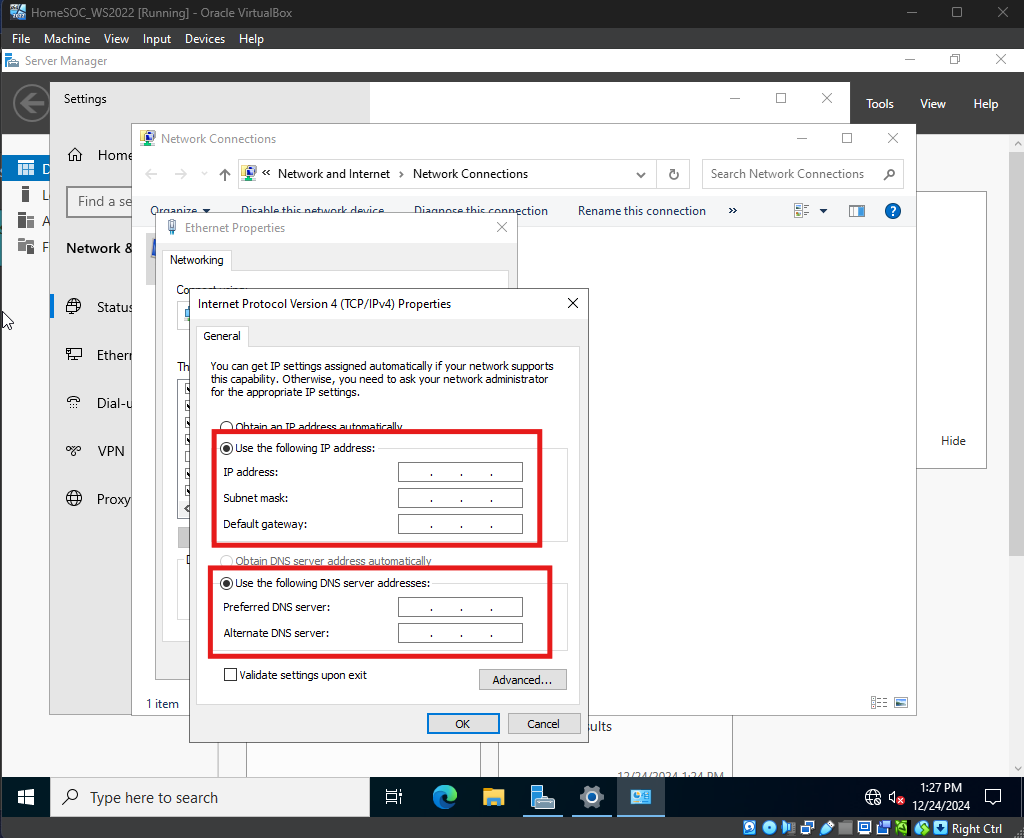 HomeSOC_WS2022 [Running] - Oracle VirtualBox
File Machine View Input Devices Help
Server Manager
Settings
Tools View Help
Network Connections
Home
« Network and Internet › Network Connections
Search Network Connections
Find a se
Organize Disable this network device Diagnose this connection Rename this connection »
Ethernet Properties
Network &
Networking
Internet Protocol Version 4 (TCP/IPv4) Properties
Status
General
Ethern
You can get IP settings assigned automatically if your network supports
this capability. Otherwise, you need to ask your network administrator
for the appropriate IP settings.
Dial-u
Obtain an IP address automatically
Use the following IP address:
Hide
VPN
IP address:
Subnet mask:
Proxy
Default gateway:
Obtain DNS server address automatically
Use the following DNS server addresses:
Preferred DNS server:
Alternate DNS server:
Validate settings upon exit
Advanced...
1 item
OK Cancel
sults
12/24/2024 1:24 PM
Type here to search
1:27 PM
12/24/2024
Right Ctrl